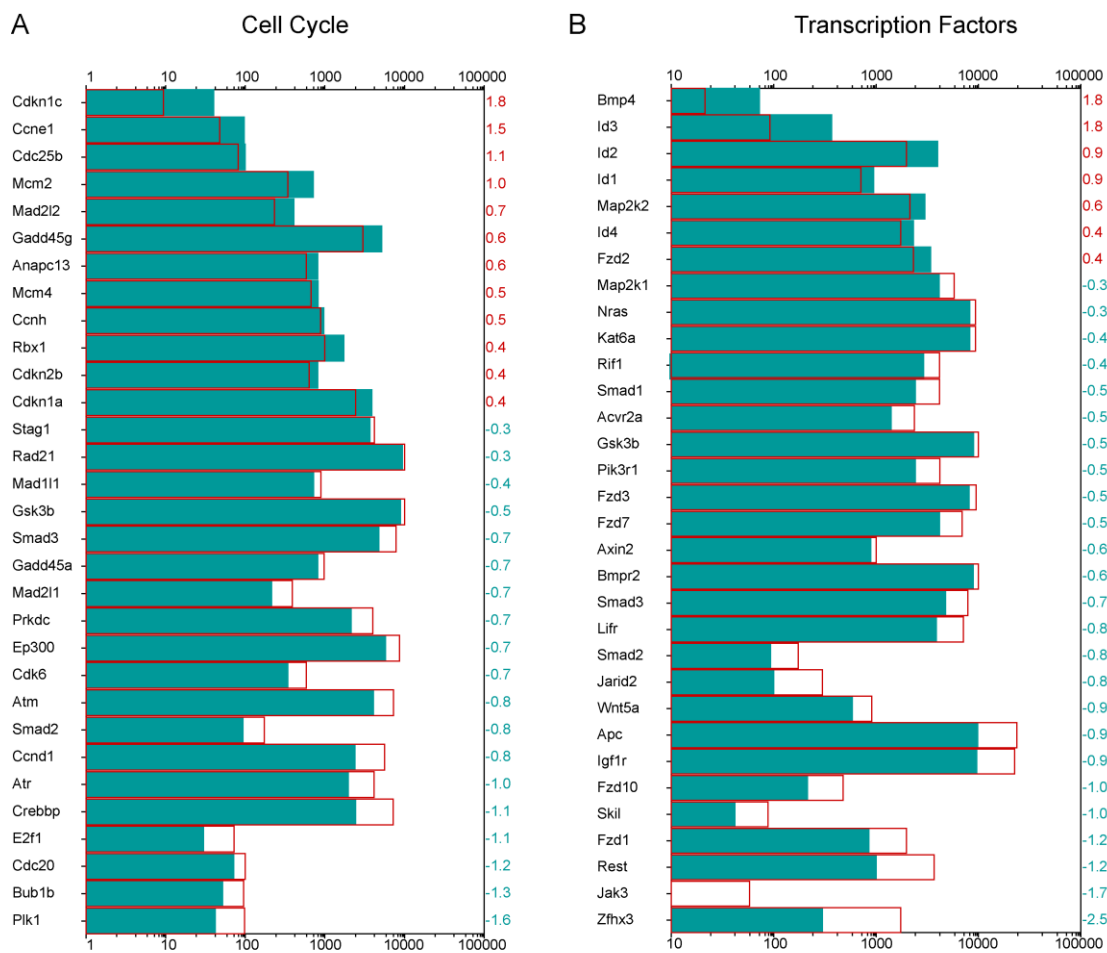 A
Cell Cycle
1 10 100 1000 10000 100000
Cdkn1c 1.8
Ccne1 1.5
Cdc25b 1.1
Mcm2 1.0
Mad2l2 0.7
Gadd45g 0.6
Anapc13 0.6
Mcm4 0.5
Ccnh 0.5
Rbx1 0.4
Cdkn2b 0.4
Cdkn1a 0.4
Stag1 -0.3
Rad21 -0.3
Mad1l1 -0.4
Gsk3b -0.5
Smad3 -0.7
Gadd45a -0.7
Mad2l1 -0.7
Prkdc -0.7
Ep300 -0.7
Cdk6 -0.7
Atm -0.8
Smad2 -0.8
Ccnd1 -0.8
Atr -1.0
Crebbp -1.1
E2f1 -1.1
Cdc20 -1.2
Bub1b -1.3
Plk1 -1.6
1 10 100 1000 10000 100000
B
Transcription Factors
10 100 1000 10000 100000
Bmp4 1.8
Id3 1.8
Id2 0.9
Id1 0.9
Map2k2 0.6
Id4 0.4
Fzd2 0.4
Map2k1 -0.3
Nras -0.3
Kat6a -0.4
Rif1 -0.4
Smad1 -0.5
Acvr2a -0.5
Gsk3b -0.5
Pik3r1 -0.5
Fzd3 -0.5
Fzd7 -0.5
Axin2 -0.6
Bmpr2 -0.6
Smad3 -0.7
Lifr -0.8
Smad2 -0.8
Jarid2 -0.8
Wnt5a -0.9
Apc -0.9
Igf1r -0.9
Fzd10 -1.0
Skil -1.0
Fzd1 -1.2
Rest -1.2
Jak3 -1.7
Zfhx3 -2.5
10 100 1000 10000 100000